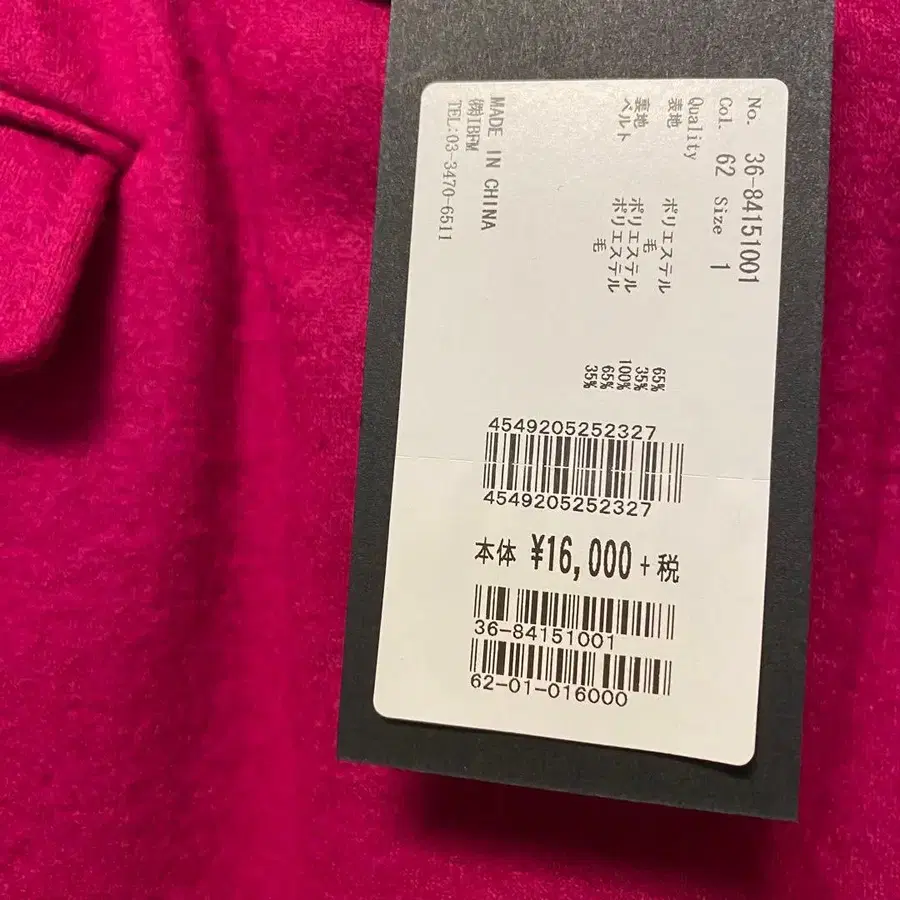 No. 36-84151001
Col. 62 Size 1
Quality
表地 ポリエステル 65%
毛 35%
裏地 ポリエステル 100%
ベルト ポリエステル 65%
毛 35%
MADE IN CHINA
㈱IBFM
TEL:03-3470-6511
4549205252327
4549205252327
本体 ¥16,000+税
36-84151001
62-01-016000